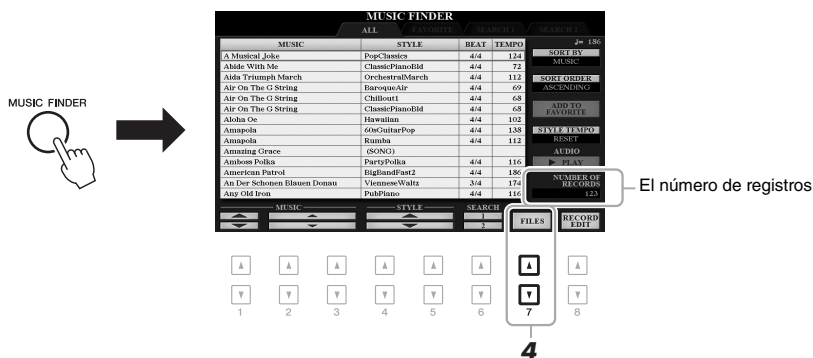 MUSIC FINDER
MUSIC FINDER
ALL FAVORITE SEARCH 1 SEARCH 2
MUSIC STYLE BEAT TEMPO
A Musical Joke PopClassics 4/4 124
Abide With Me ClassicPianoBld 4/4 72
Aida Triumph March OrchestralMarch 4/4 112
Air On The G String BaroqueAir 4/4 69
Air On The G String Chillout1 4/4 68
Air On The G String ClassicPianoBld 4/4 68
Aloha Oe Hawaiian 4/4 102
Amapola 60sGuitarPop 4/4 138
Amapola Rumba 4/4 112
Amazing Grace (SONG)
Amboss Polka PartyPolka 4/4 116
American Patrol BigBandFast2 4/4 186
An Der Schonen Blauen Donau VienneseWaltz 3/4 174
Any Old Iron PubPiano 4/4 116
♩= 186
SORT BY
MUSIC
SORT ORDER
ASCENDING
ADD TO
FAVORITE
STYLE TEMPO
RESET
AUDIO
▶ PLAY
NUMBER OF
RECORDS
123
El número de registros
MUSIC STYLE SEARCH
1
2
FILES
RECORD
EDIT
1 2 3 4 5 6 7 8
4